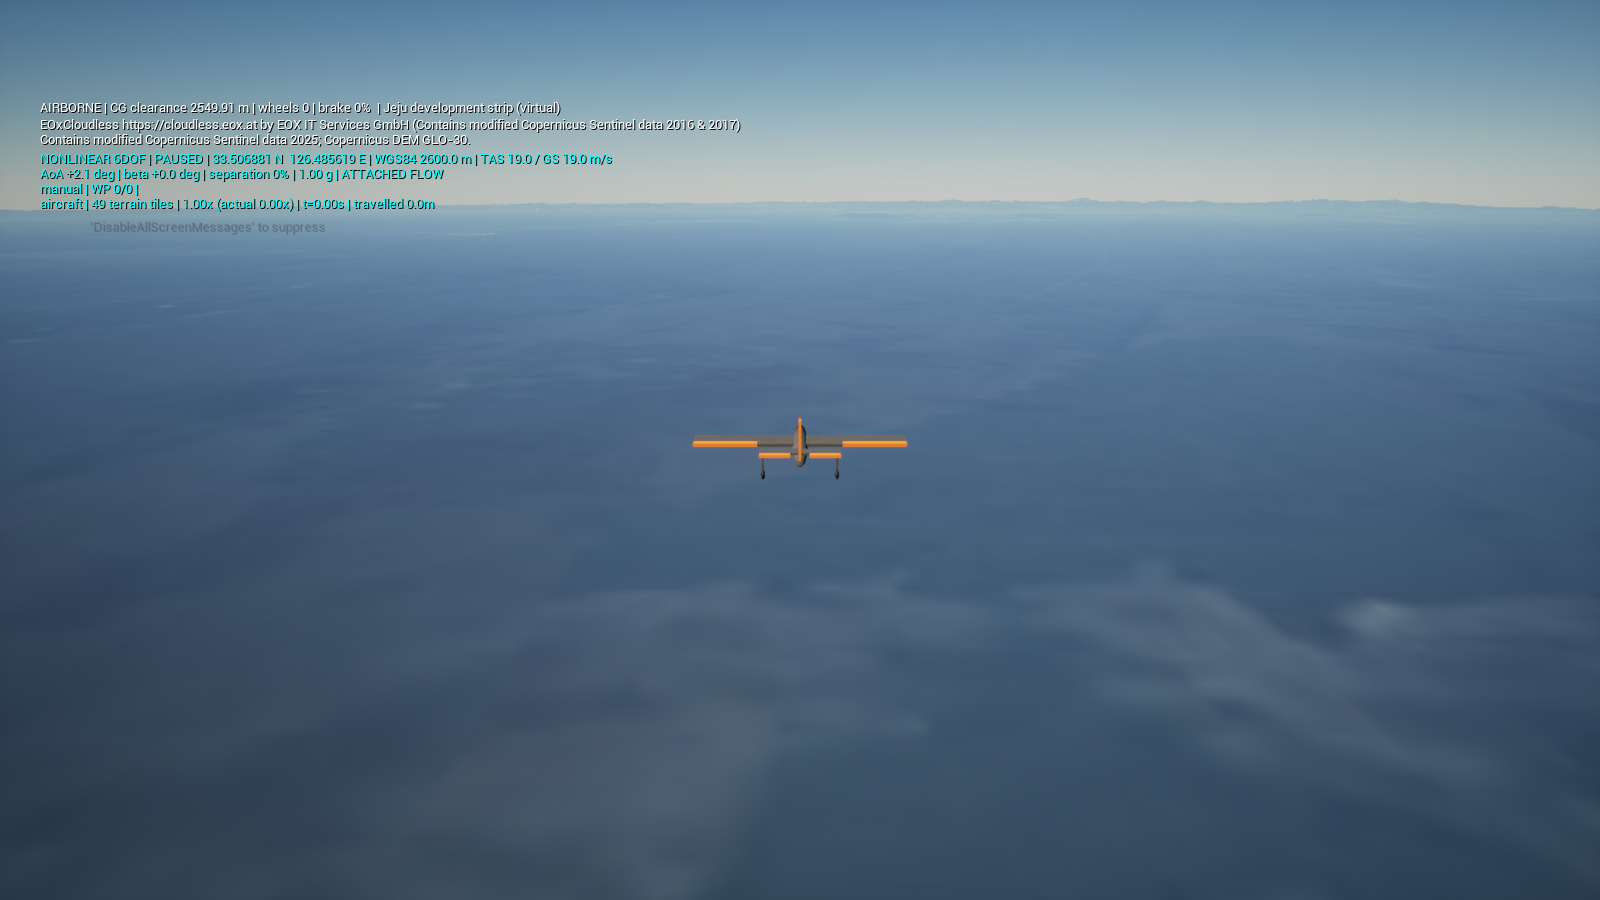 AIRBORNE | CG clearance 2549.91 m | wheels 0 | brake 0% | Jeju development strip (virtual)
EOxCloudless https://cloudless.eox.at by EOX IT Services GmbH (Contains modified Copernicus Sentinel data 2016 & 2017)
Contains modified Copernicus Sentinel data 2025; Copernicus DEM GLO-30.
NONLINEAR 6DOF | PAUSED | 33.506881 N 126.485619 E | WGS84 2600.0 m | TAS 19.0 / GS 19.0 m/s
AoA +2.1 deg | beta +0.0 deg | separation 0% | 1.00 g | ATTACHED FLOW
manual | WP 0/0 |
aircraft | 49 terrain tiles | 1.00x (actual 0.00x) | t=0.00s | travelled 0.0m
'DisableAllScreenMessages' to suppress